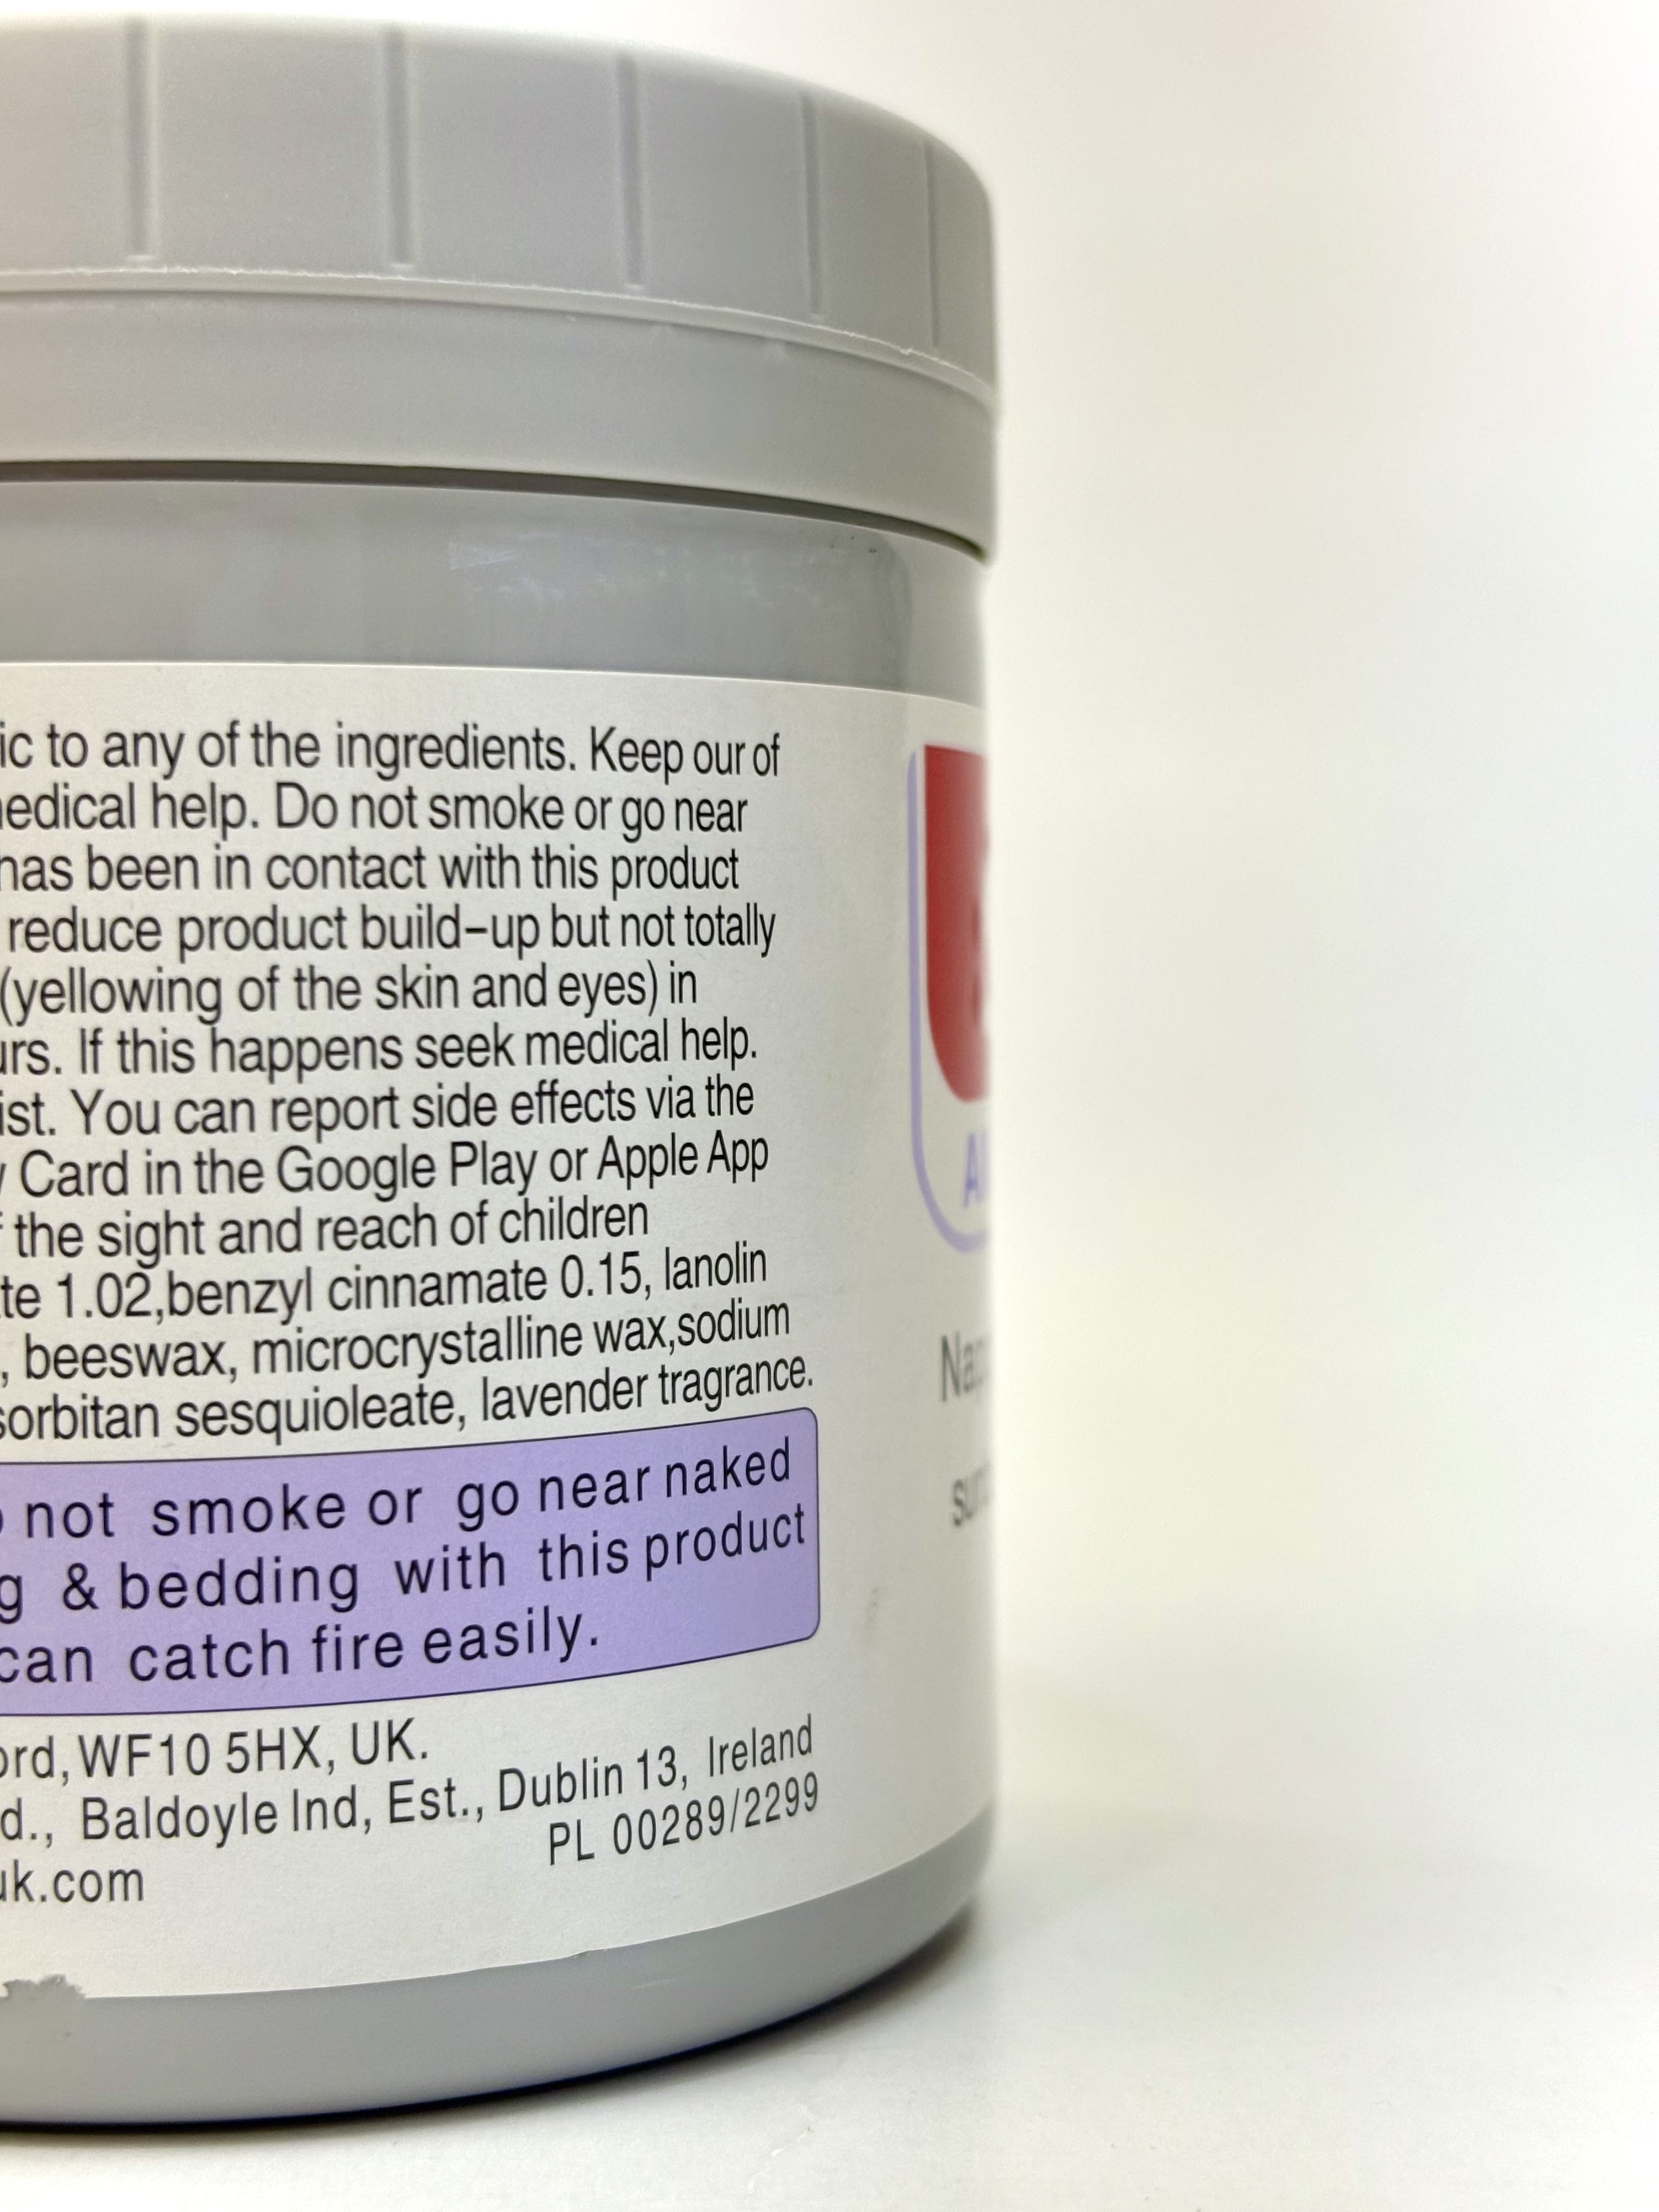 ic to any of the ingredients. Keep our of
medical help. Do not smoke or go near
has been in contact with this product
reduce product build-up but not totally
(yellowing of the skin and eyes) in
urs. If this happens seek medical help.
ist. You can report side effects via the
Card in the Google Play or Apple App
the sight and reach of children
te 1.02,benzyl cinnamate 0.15, lanolin
, beeswax, microcrystalline wax,sodium
sorbitan sesquioleate, lavender tragrance.
not smoke or go near naked
g & bedding with this product
can catch fire easily.
ord, WF10 5HX, UK.
d., Baldoyle Ind, Est., Dublin 13, Ireland
PL 00289/2299
uk.com